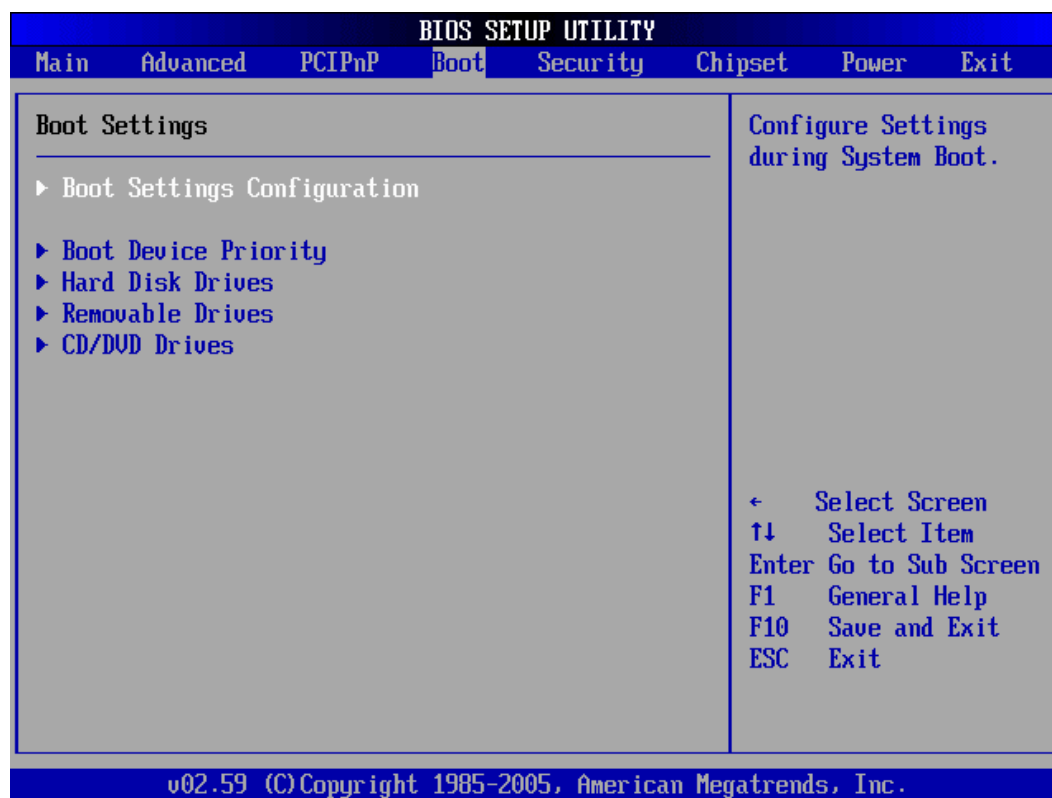 BIOS SETUP UTILITY
Main Advanced PCIPnP Boot Security Chipset Power Exit
Boot Settings
▶ Boot Settings Configuration
▶ Boot Device Priority
▶ Hard Disk Drives
▶ Removable Drives
▶ CD/DVD Drives
Configure Settings
during System Boot.
← Select Screen
↑↓ Select Item
Enter Go to Sub Screen
F1 General Help
F10 Save and Exit
ESC Exit
v02.59 (C)Copyright 1985-2005, American Megatrends, Inc.